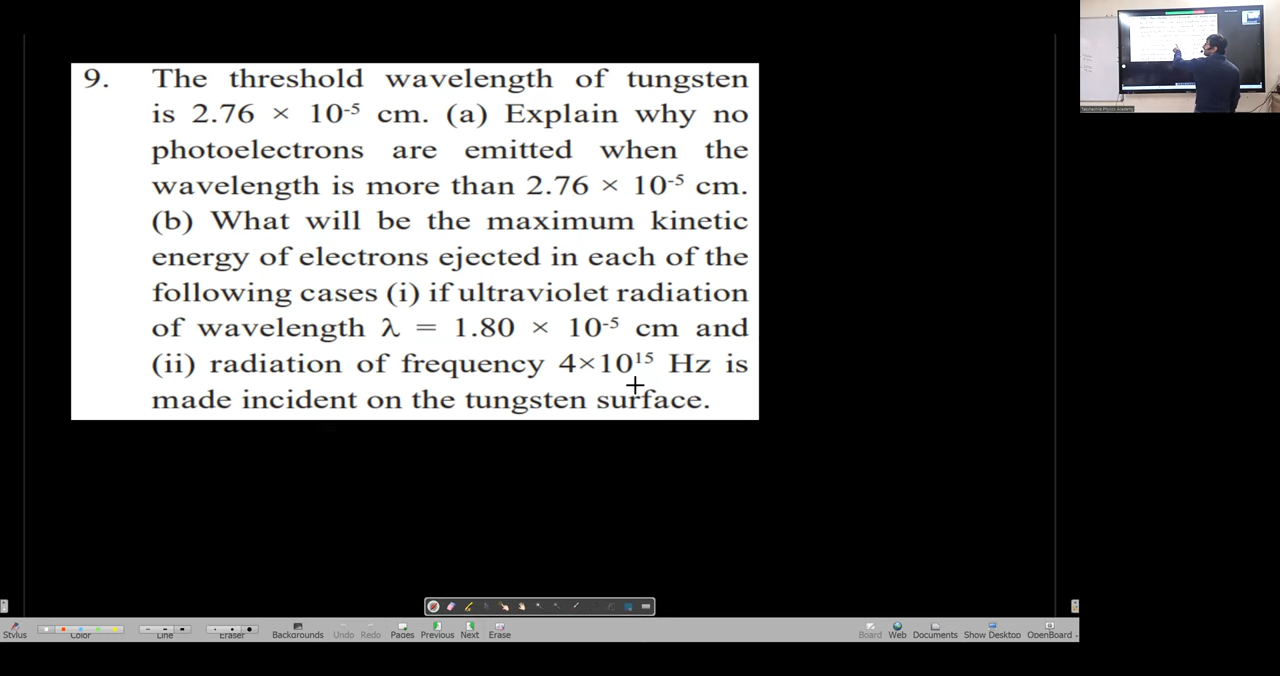 9. The threshold wavelength of tungsten
is 2.76 × 10⁻⁵ cm. (a) Explain why no
photoelectrons are emitted when the
wavelength is more than 2.76 × 10⁻⁵ cm.
(b) What will be the maximum kinetic
energy of electrons ejected in each of the
following cases (i) if ultraviolet radiation
of wavelength λ = 1.80 × 10⁻⁵ cm and
(ii) radiation of frequency 4×10¹⁵ Hz is
made incident on the tungsten surface.
Stylus Color Line Eraser Backgrounds Undo Redo Pages Previous Next Erase Board Web Documents Show Desktop OpenBoard